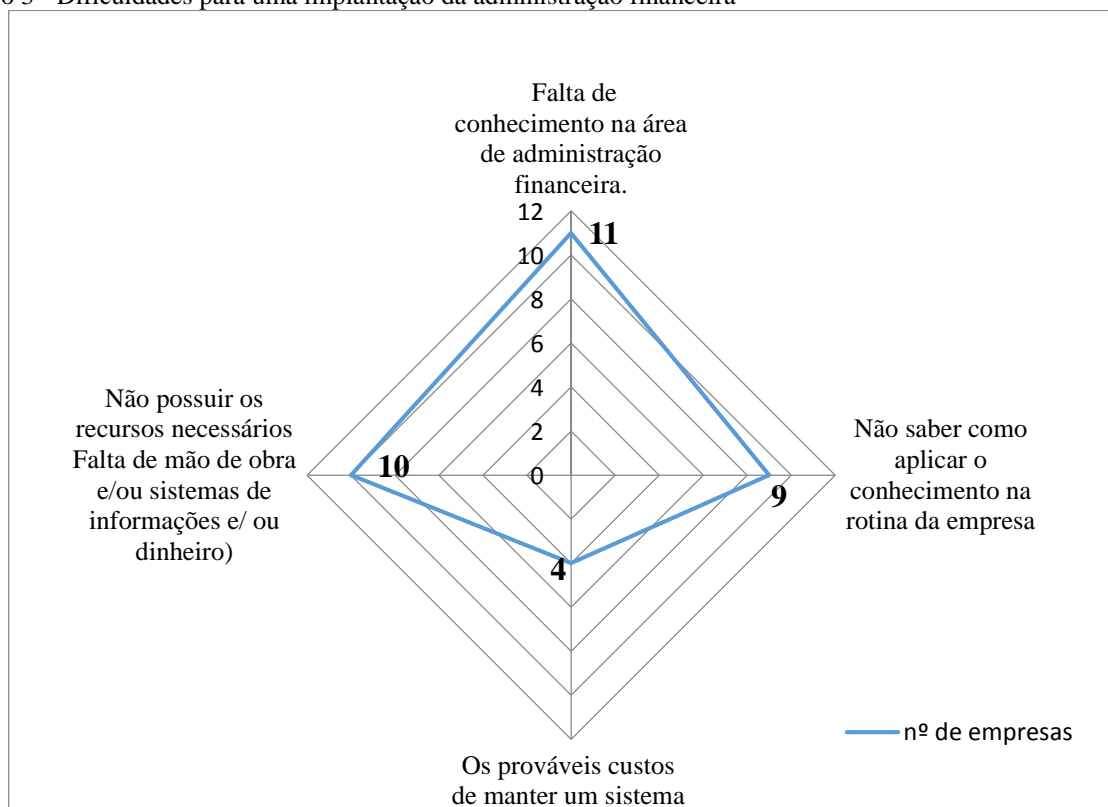 Dificuldades para uma implantação da administração financeira
Falta de
conhecimento na área
de administração
financeira.
12
11
10
8
6
4
2
0
Não possuir os
recursos necessários
Falta de mão de obra
e/ou sistemas de
informações e/ ou
dinheiro)
10
Não saber como
aplicar o
conhecimento na
rotina da empresa
9
4
nº de empresas
Os prováveis custos
de manter um sistema